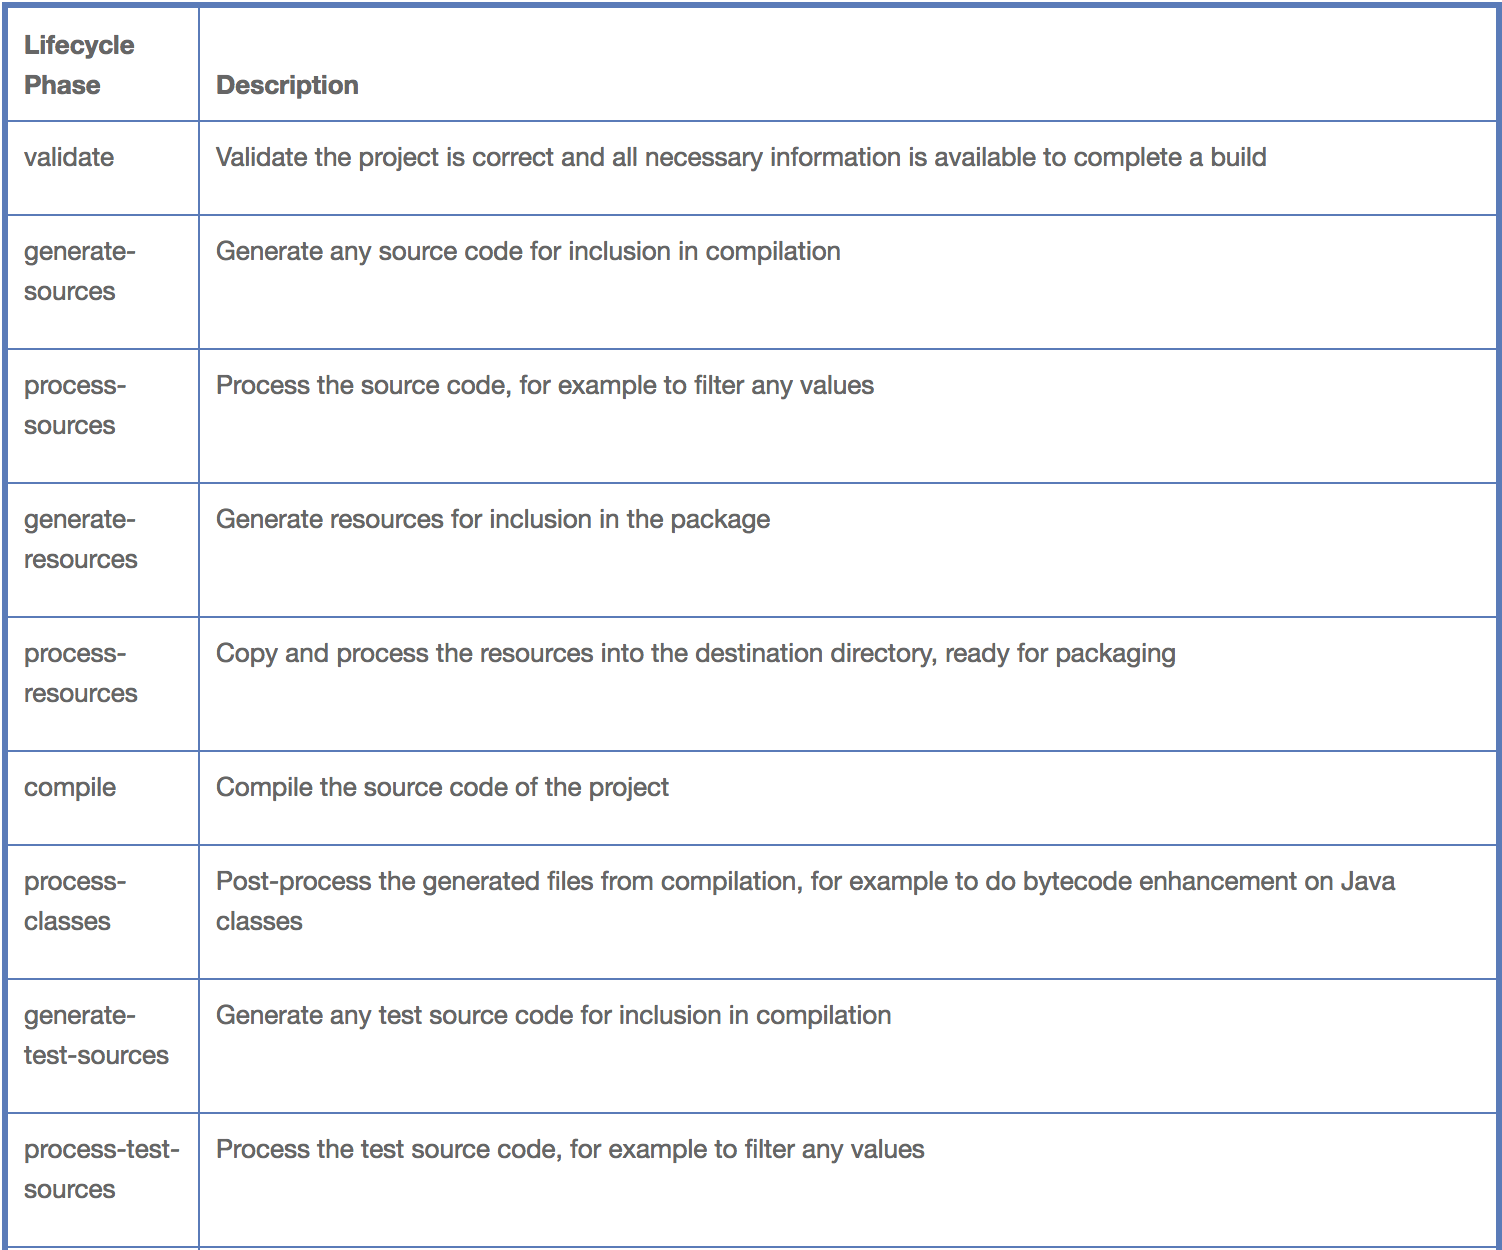 Lifecycle
Phase
Description
validate
Validate the project is correct and all necessary information is available to complete a build
generate-
sources
Generate any source code for inclusion in compilation
process-
sources
Process the source code, for example to filter any values
generate-
resources
Generate resources for inclusion in the package
process-
resources
Copy and process the resources into the destination directory, ready for packaging
compile
Compile the source code of the project
process-
classes
Post-process the generated files from compilation, for example to do bytecode enhancement on Java
classes
generate-
test-sources
Generate any test source code for inclusion in compilation
process-test-
sources
Process the test source code, for example to filter any values